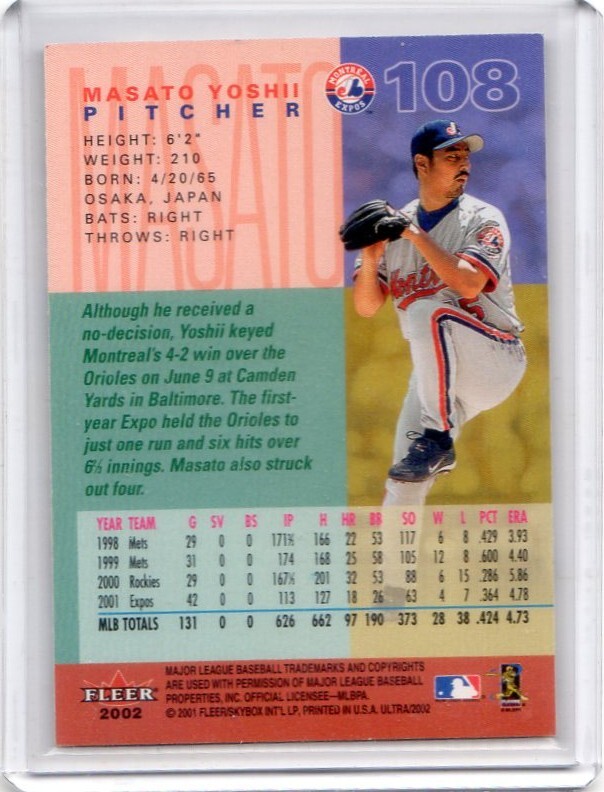 MASATO
MASATO
MASATO YOSHII
PITCHER
MONTREAL
EXPOS
108
HEIGHT: 6'2"
WEIGHT: 210
BORN: 4/20/65
OSAKA, JAPAN
BATS: RIGHT
THROWS: RIGHT
Although he received a
no-decision, Yoshii keyed
Montreal's 4-2 win over the
Orioles on June 9 at Camden
Yards in Baltimore. The first-
year Expo held the Orioles to
just one run and six hits over
6⅓ innings. Masato also struck
out four.
YEAR TEAM G SV BS IP H HR BB SO W L PCT ERA
1998 Mets 29 0 0 171⅔ 166 22 53 117 6 8 .429 3.93
1999 Mets 31 0 0 174 168 25 58 105 12 8 .600 4.40
2000 Rockies 29 0 0 167⅓ 201 32 53 88 6 15 .286 5.86
2001 Expos 42 0 0 113 127 18 26 63 4 7 .364 4.78
MLB TOTALS 131 0 0 626 662 97 190 373 28 38 .424 4.73
FLEER
2002
MAJOR LEAGUE BASEBALL TRADEMARKS AND COPYRIGHTS
ARE USED WITH PERMISSION OF MAJOR LEAGUE BASEBALL
PROPERTIES, INC. OFFICIAL LICENSEE—MLBPA.
© 2001 FLEER/SKYBOX INT'L LP, PRINTED IN U.S.A. ULTRA/2002